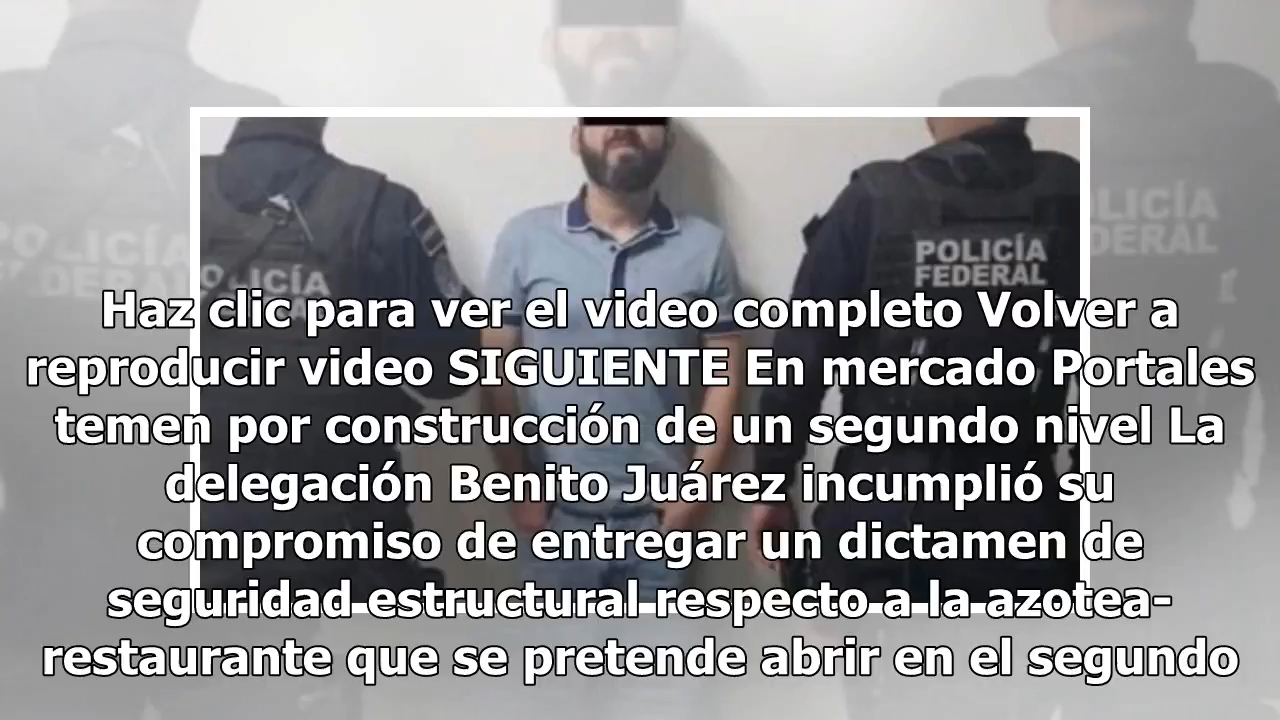 POLICÍA
FEDERAL
Haz clic para ver el video completo Volver a
reproducir video SIGUIENTE En mercado Portales
temen por construcción de un segundo nivel La
delegación Benito Juárez incumplió su
compromiso de entregar un dictamen de
seguridad estructural respecto a la azotea-
restaurante que se pretende abrir en el segundo